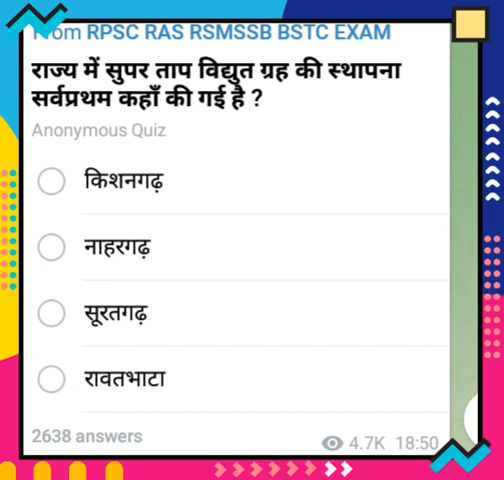 From RPSC RAS RSMSSB BSTC EXAM
राज्य में सुपर ताप विद्युत ग्रह की स्थापना
सर्वप्रथम कहाँ की गई है ?
Anonymous Quiz
किशनगढ़
नाहरगढ़
सूरतगढ़
रावतभाटा
2638 answers
4.7K 18:50